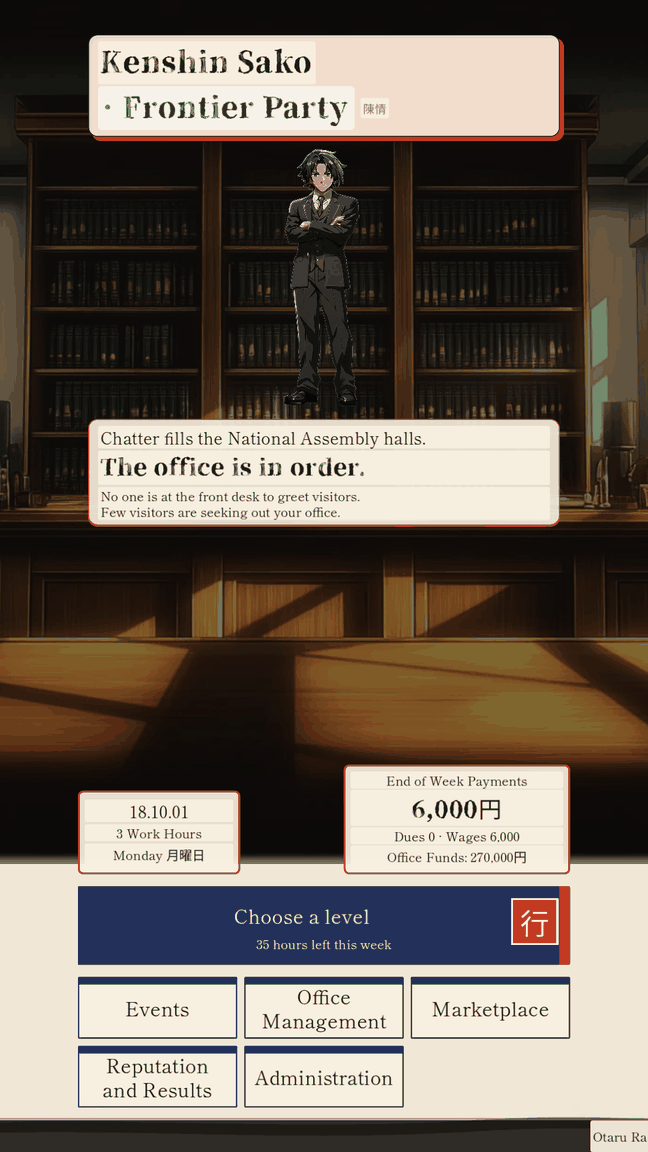 Kenshin Sako
· Frontier Party 陳情
Chatter fills the National Assembly halls.
The office is in order.
No one is at the front desk to greet visitors.
Few visitors are seeking out your office.
18.10.01
3 Work Hours
Monday 月曜日
End of Week Payments
6,000円
Dues 0 · Wages 6,000
Office Funds: 270,000円
Choose a level
35 hours left this week
行
Events
Office
Management
Marketplace
Reputation
and Results
Administration
Otaru Ra